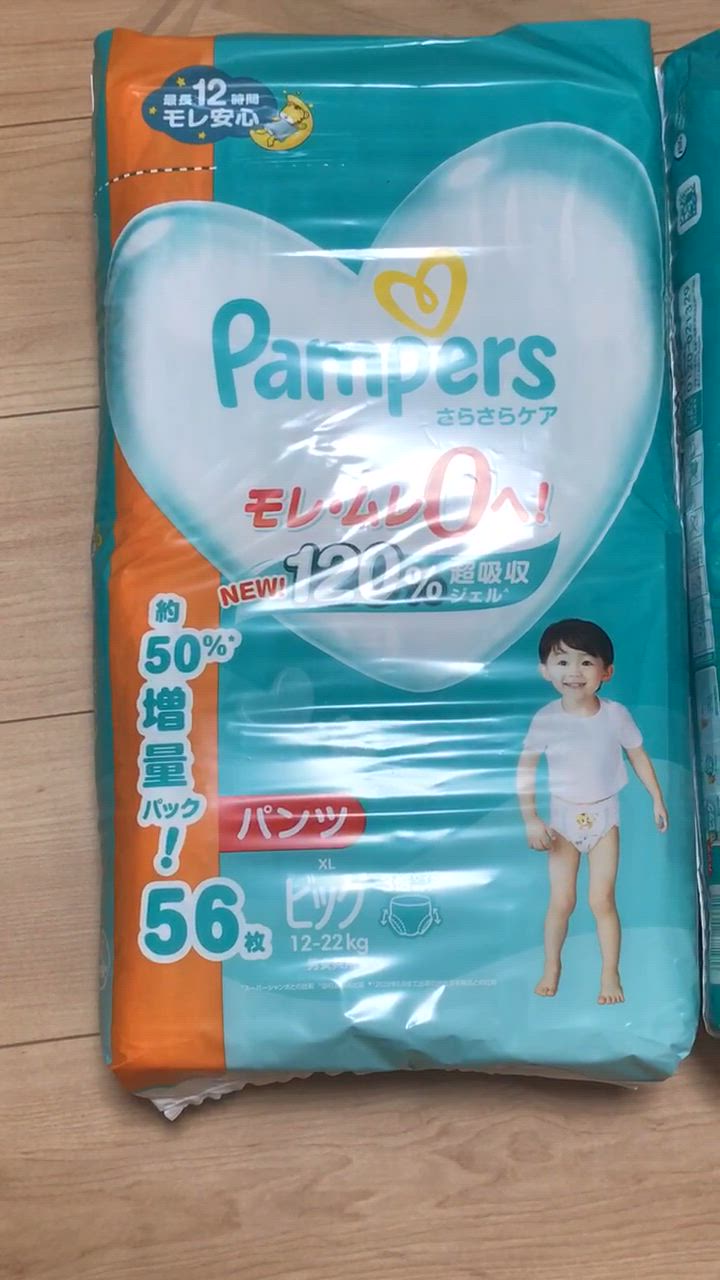 最長12時間
モレ安心
Pampers
さらさらケア
モレ・ムレ0へ!
NEW! 120% 超吸収
ジェル^
約
50%*
増
量
パック
!
56枚
パンツ
XL
ビッグ
12-22kg